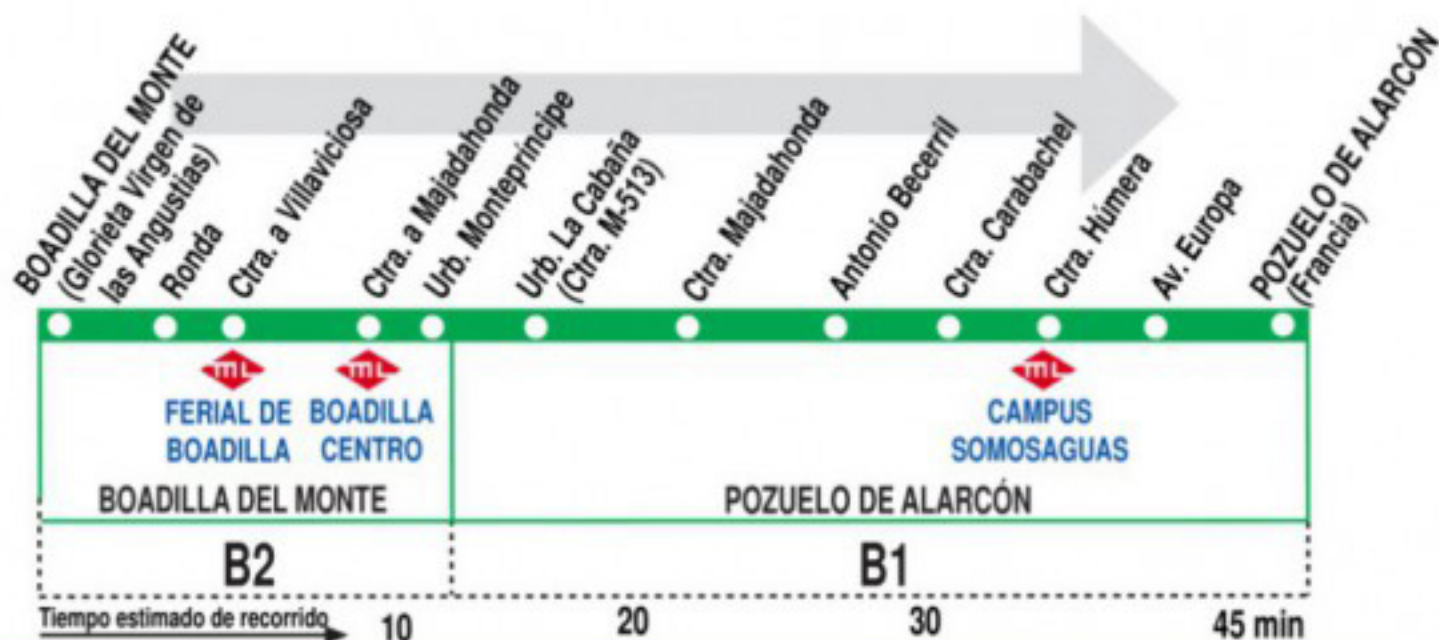 BOADILLA DEL MONTE
(Glorieta Virgen de
las Angustias)
Ronda
Ctra. a Villaviciosa
Ctra. a Majadahonda
Urb. Montepríncipe
Urb. La Cabaña
(Ctra. M-513)
Ctra. Majadahonda
Antonio Becerril
Ctra. Carabachel
Ctra. Húmera
Av. Europa
POZUELO DE ALARCÓN
(Francia)
ML
ML
ML
FERIAL DE
BOADILLA
BOADILLA
CENTRO
CAMPUS
SOMOSAGUAS
BOADILLA DEL MONTE
POZUELO DE ALARCÓN
B2
B1
Tiempo estimado de recorrido
10
20
30
45 min